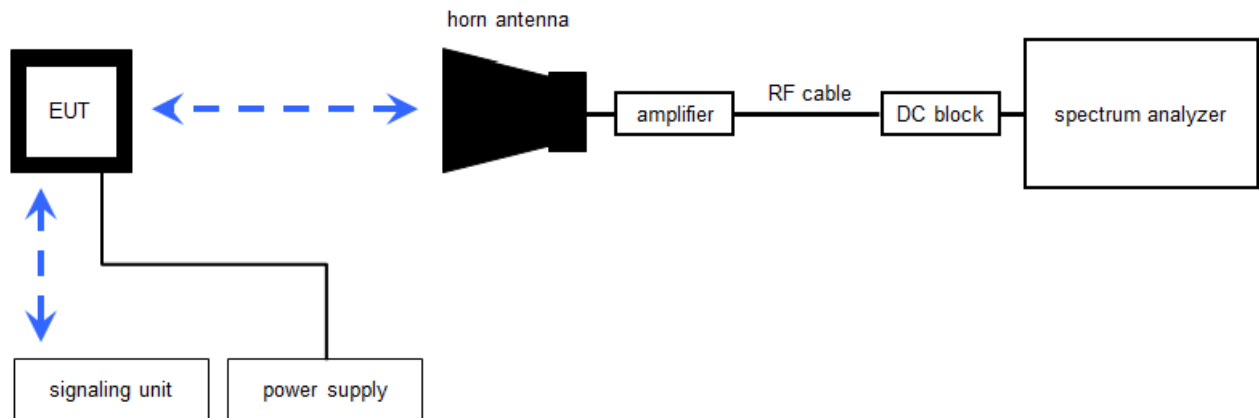 horn antenna
EUT
amplifier
RF cable
DC block
spectrum analyzer
signaling unit
power supply